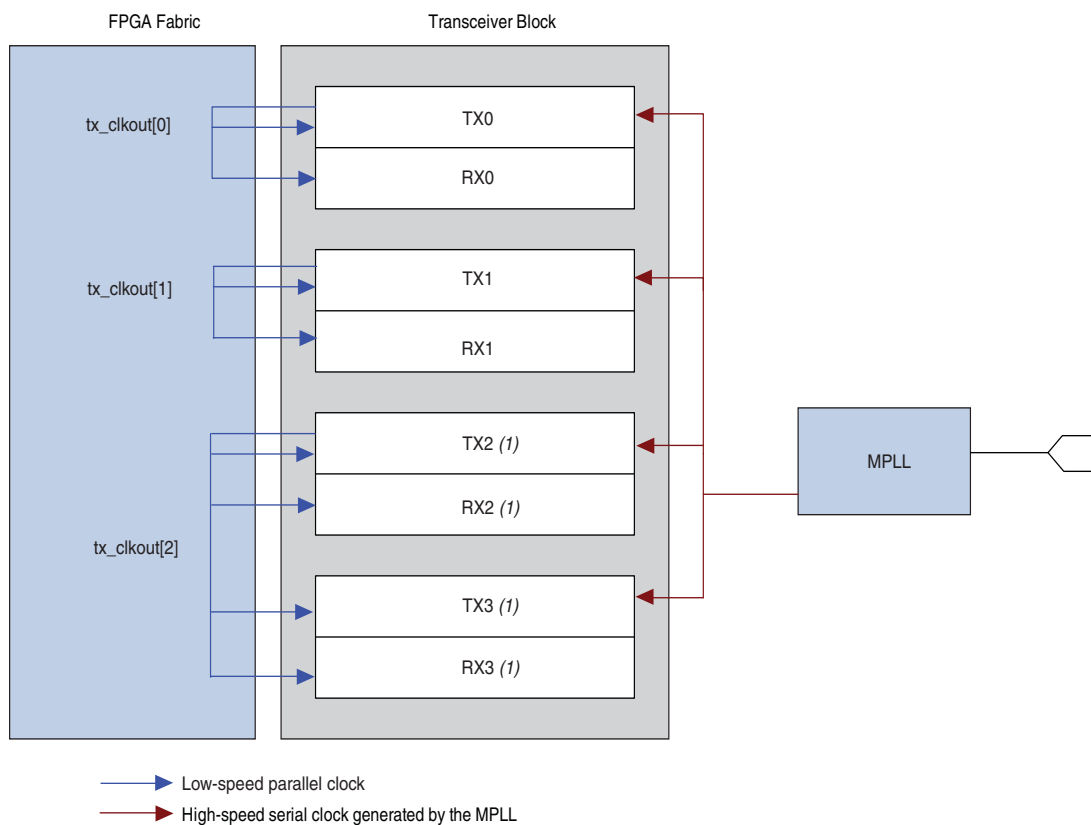 FPGA Fabric
Transceiver Block
tx_clkout[0]
TX0
RX0
tx_clkout[1]
TX1
RX1
TX2 (1)
RX2 (1)
MPLL
tx_clkout[2]
TX3 (1)
RX3 (1)
Low-speed parallel clock
High-speed serial clock generated by the MPLL